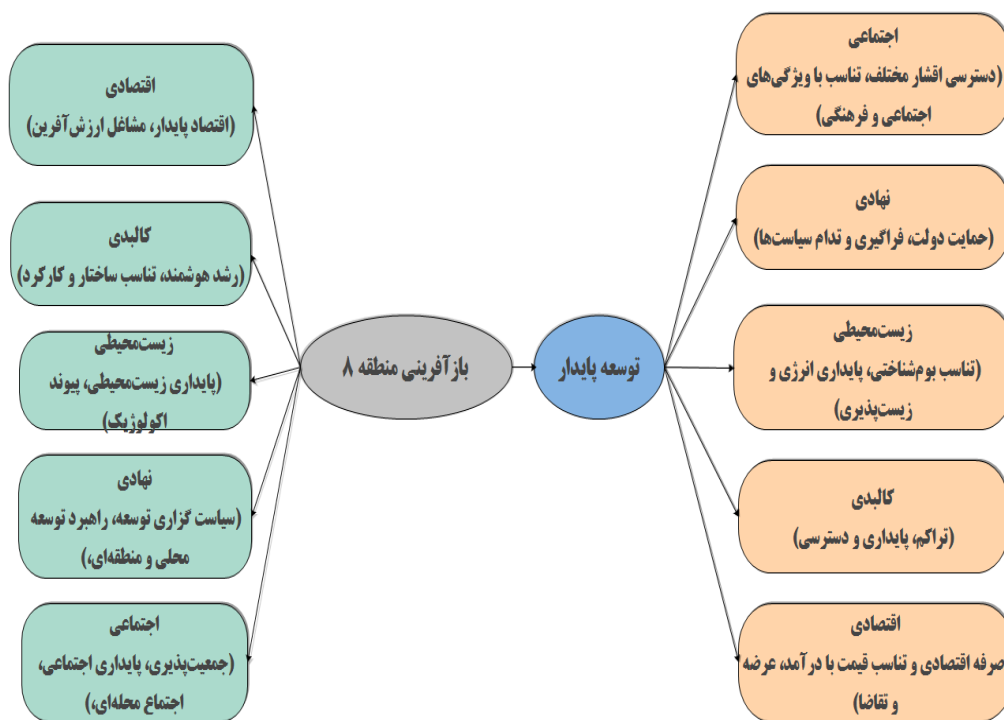 اجتماعی
(دسترسی اقشار مختلف، تناسب با ویژگی‌های
اجتماعی و فرهنگی)
نهادی
(حمایت دولت، فراگیری و تدام سیاست‌ها)
زیست‌محیطی
(تناسب بوم‌شناختی، پایداری انرژی و
زیست‌پذیری)
کالبدی
(تراکم، پایداری و دسترسی)
اقتصادی
صرفه اقتصادی و تناسب قیمت با درآمد، عرضه
و تقاضا)
توسعه پایدار
بازآفرینی منطقه ۸
اقتصادی
(اقتصاد پایدار، مشاغل ارزش‌آفرین)
کالبدی
(رشد هوشمند، تناسب ساختار و کارکرد)
زیست‌محیطی
(پایداری زیست‌محیطی، پیوند
اکولوژیک)
نهادی
(سیاست گزاری توسعه، راهبرد توسعه
محلی و منطقه‌ای،)
اجتماعی
(جمعیت‌پذیری، پایداری اجتماعی،
اجتماع محله‌ای،)